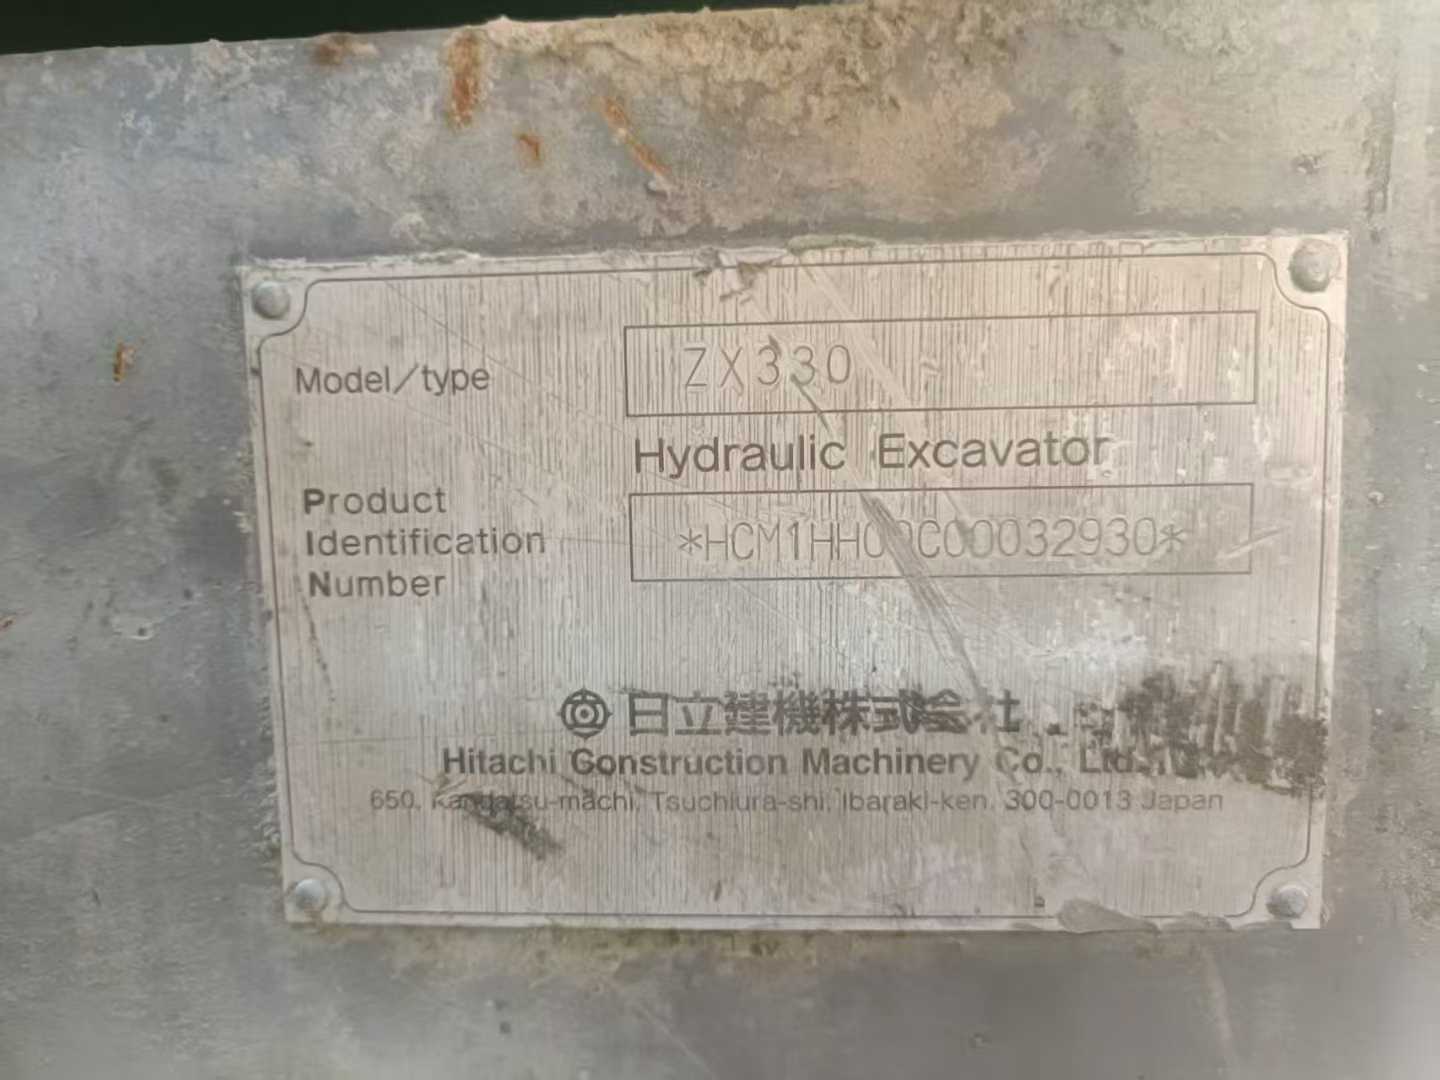 Model/type
ZX330
Hydraulic Excavator
Product
Identification
Number
*HCM1HH00C00032930*
日立建機株式会社
Hitachi Construction Machinery Co., Ltd.
650, Kandatsu-machi, Tsuchiura-shi, Ibaraki-ken, 300-0013 Japan